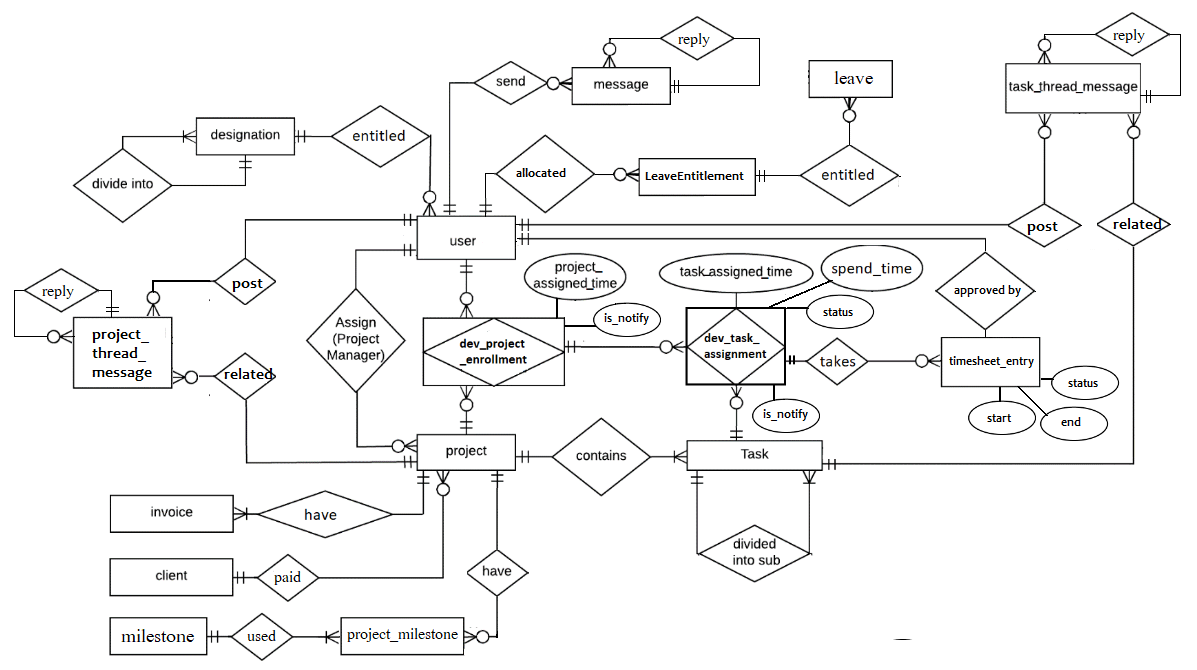 reply
reply
send
message
leave
task_thread_message
designation
entitled
divide into
allocated
LeaveEntitlement
entitled
user
post
related
post
project_
assigned_time
task_assigned_time
spend_time
reply
is_notify
status
approved by
project_
thread_
message
Assign
(Project
Manager)
dev_project
_enrollment
dev_task_
assignment
takes
timesheet_entry
related
status
is_notify
start
end
project
contains
Task
invoice
have
divided
into sub
client
paid
have
milestone
used
project_milestone